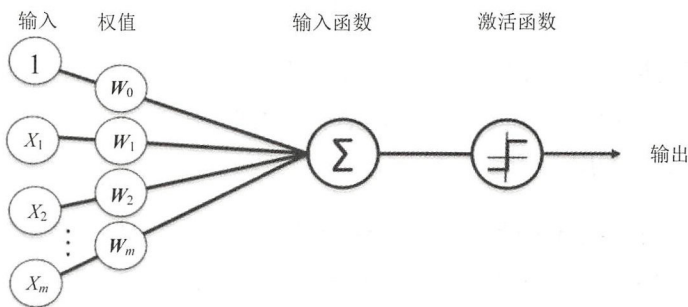 输入 权值 输入函数 激活函数
1 W0
X1 W1 Σ 输出
X2 W2
⋮ Wm
Xm